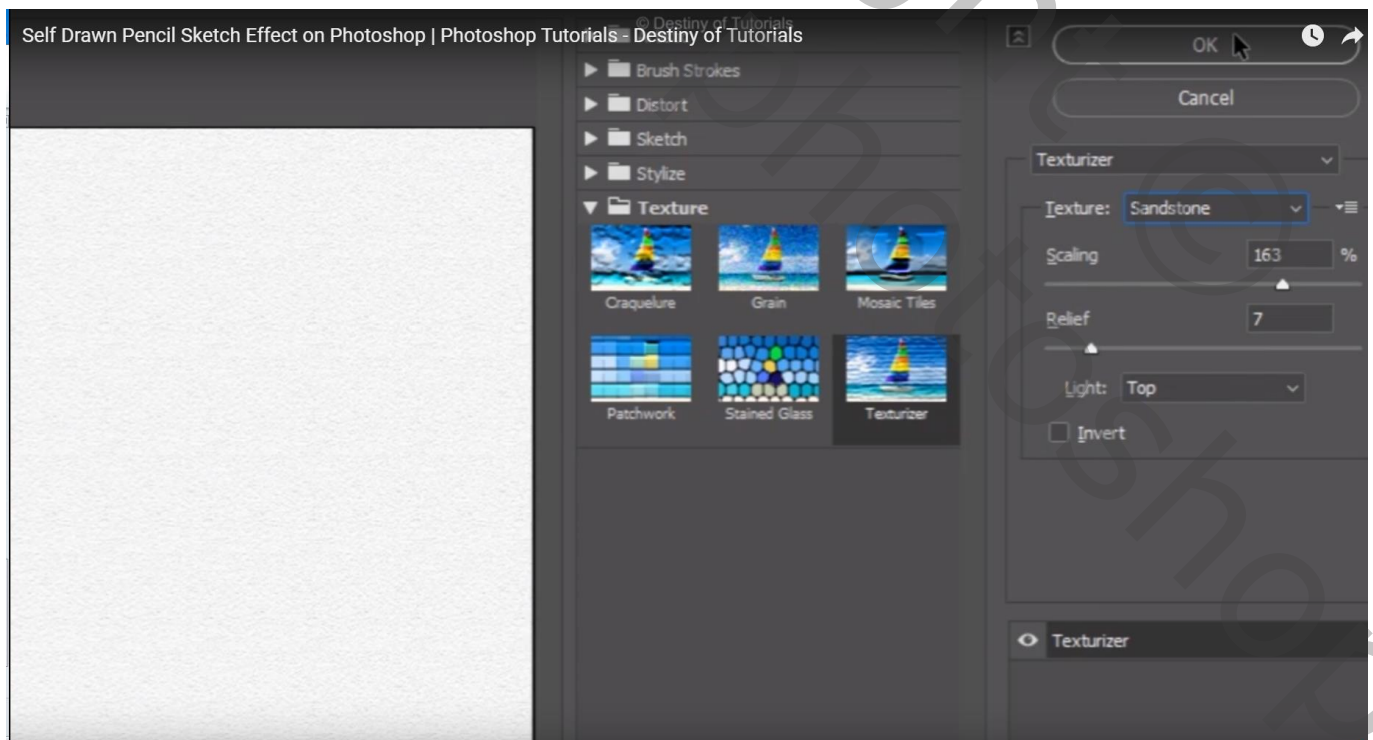 © Destiny of Tutorials
Self Drawn Pencil Sketch Effect on Photoshop | Photoshop Tutorials - Destiny of Tutorials
Brush Strokes
Distort
Sketch
Stylize
Texture
Craquelure
Grain
Mosaic Tiles
Patchwork
Stained Glass
Texturizer
OK
Cancel
Texturizer
Texture: Sandstone
Scaling 163 %
Relief 7
Light: Top
Invert
Texturizer
©
photoshop